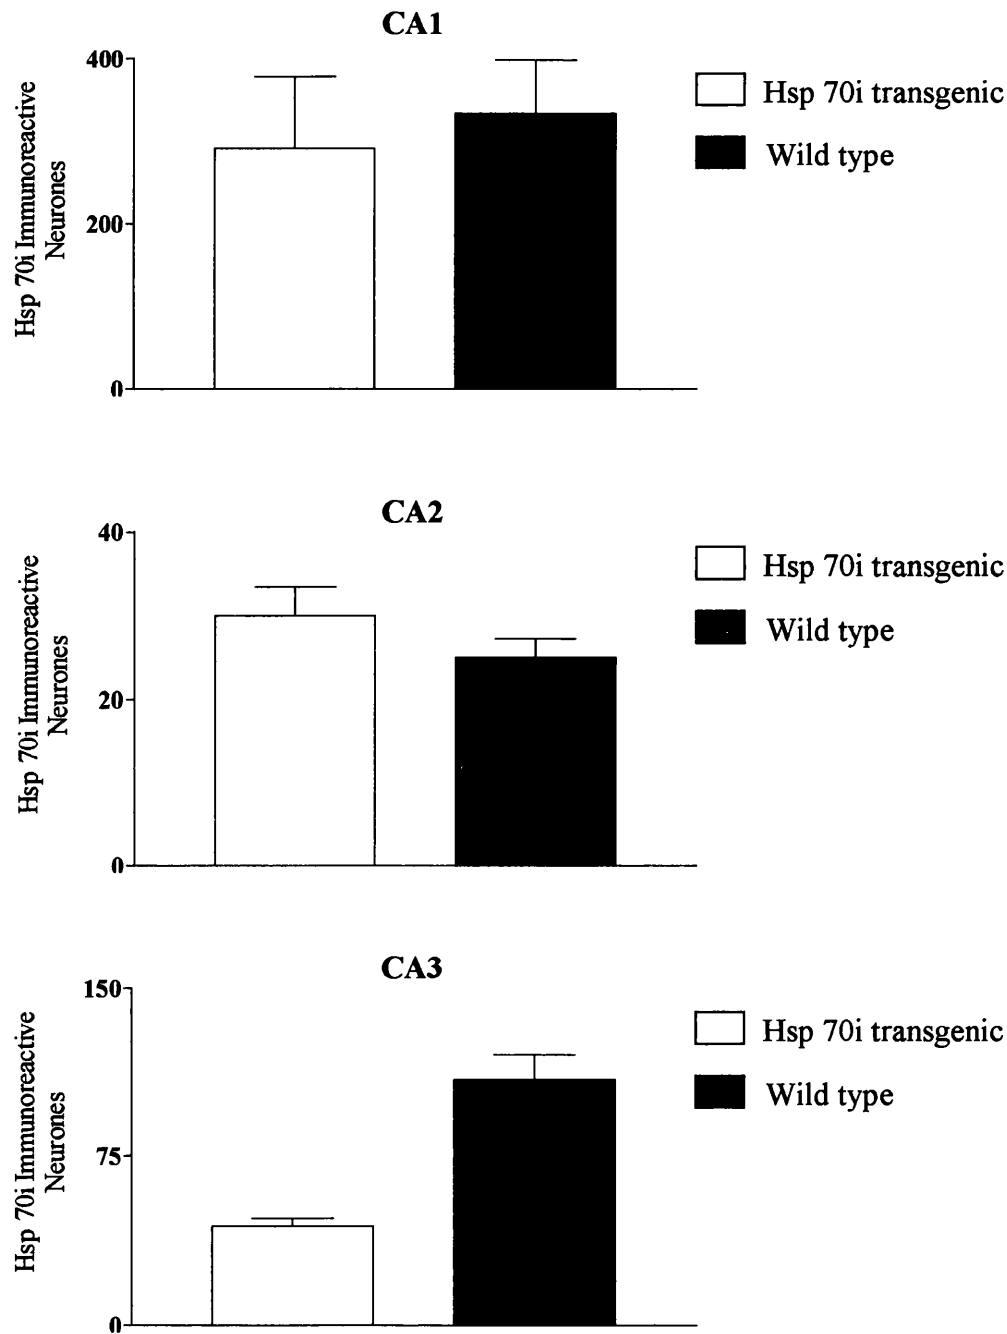 CA1
Hsp 70i Immunoreactive
Neurones
400
200
0
Hsp 70i transgenic
Wild type
CA2
Hsp 70i Immunoreactive
Neurones
40
20
0
Hsp 70i transgenic
Wild type
CA3
Hsp 70i Immunoreactive
Neurones
150
75
0
Hsp 70i transgenic
Wild type